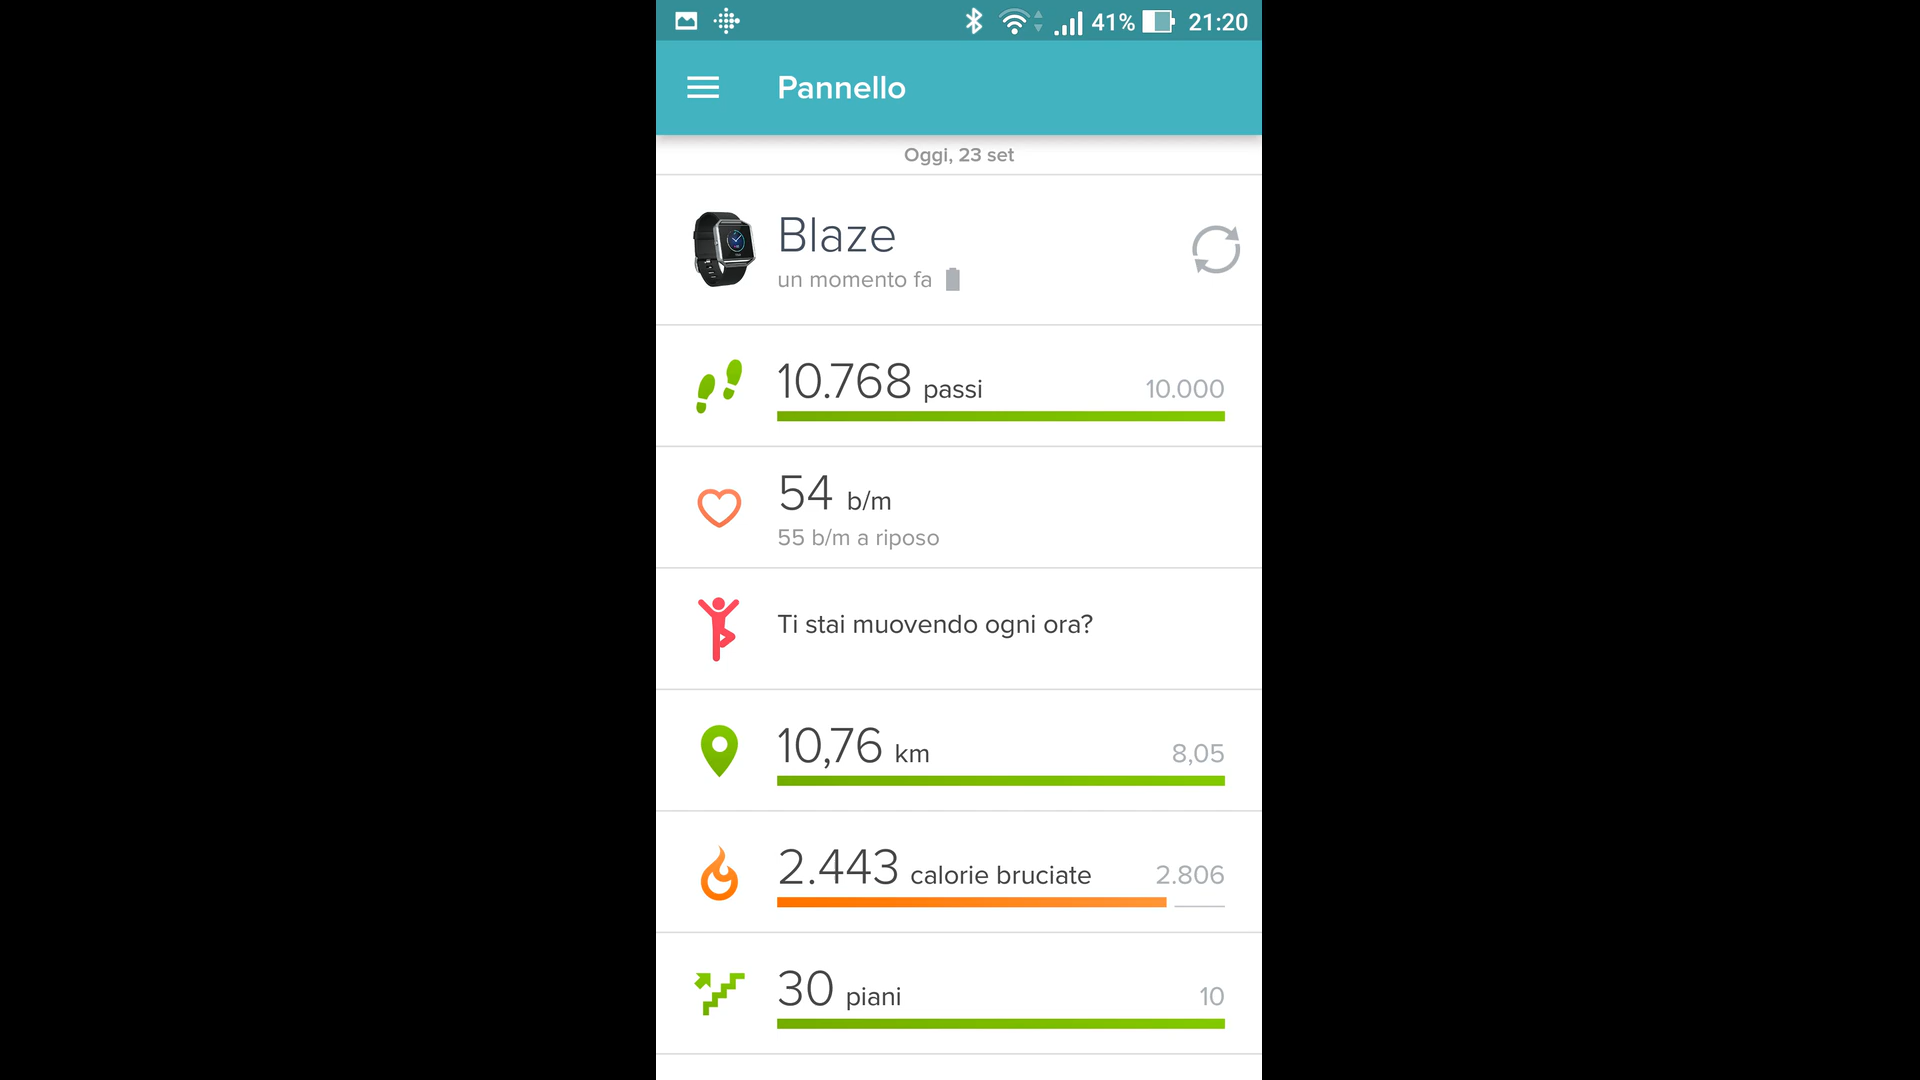 41% 21:20
Pannello
Oggi, 23 set
Blaze
un momento fa
10.768 passi 10.000
54 b/m
55 b/m a riposo
Ti stai muovendo ogni ora?
10,76 km 8,05
2.443 calorie bruciate 2.806
30 piani 10